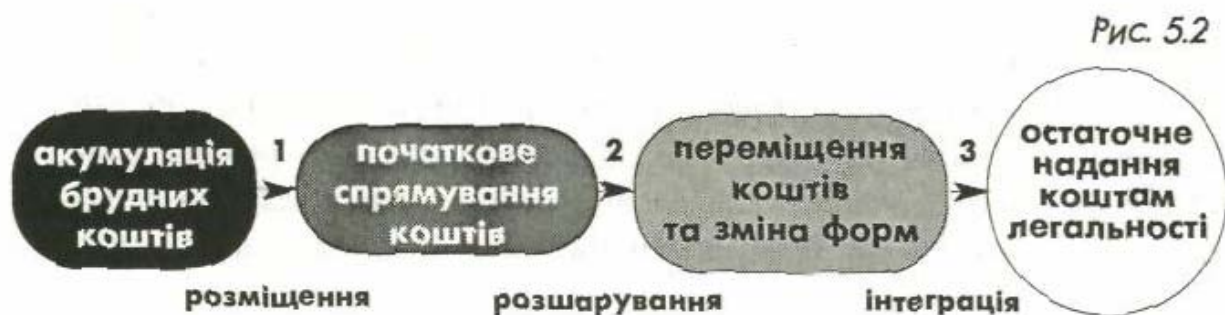 Рис. 5.2
акумуляція
брудних
коштів
1
початкове
спрямування
коштів
2
переміщення
коштів
та зміна форм
3
остаточне
надання
коштам
легальності
розміщення
розшарування
інтеграція